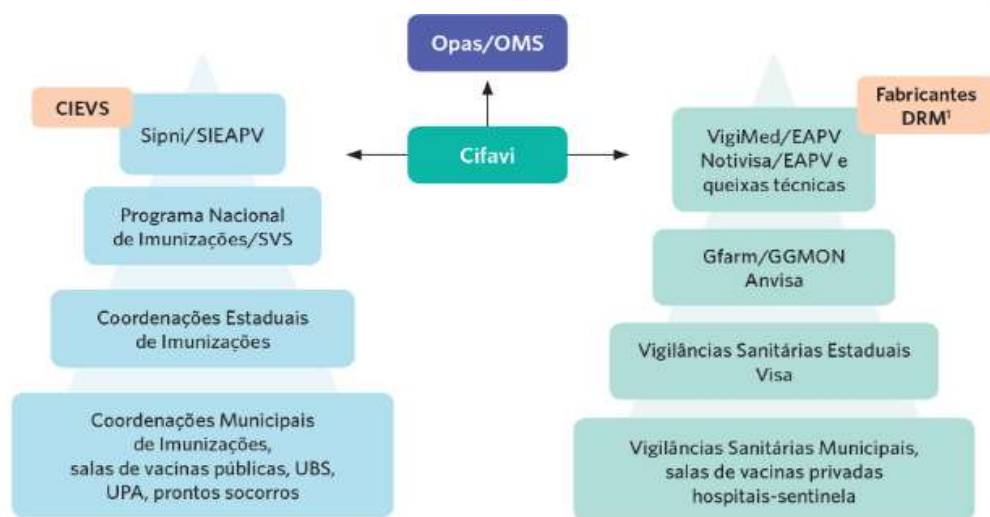 Opas/OMS
CIEVS
Sipni/SIEAPV
Cifavi
Fabricantes
DRM¹
VigiMed/EAPV
Notivisa/EAPV e
queixas técnicas
Programa Nacional
de Imunizações/SVS
Gfarm/GGMON
Anvisa
Coordenações Estaduais
de Imunizações
Vigilâncias Sanitárias Estaduais
Visa
Coordenações Municipais
de Imunizações,
salas de vacinas públicas, UBS,
UPA, prontos socorros
Vigilâncias Sanitárias Municipais,
salas de vacinas privadas
hospitais-sentinela